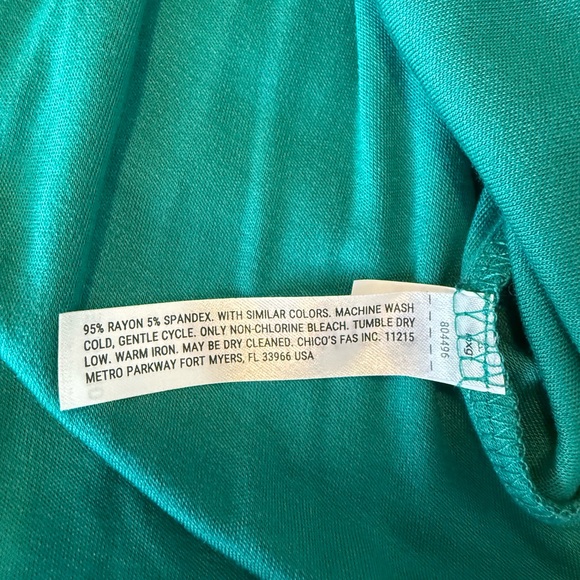 95% RAYON 5% SPANDEX. WITH SIMILAR COLORS. MACHINE WASH
COLD, GENTLE CYCLE. ONLY NON-CHLORINE BLEACH. TUMBLE DRY
LOW. WARM IRON. MAY BE DRY CLEANED. CHICO'S FAS INC. 11215
METRO PARKWAY FORT MYERS, FL 33966 USA
804496